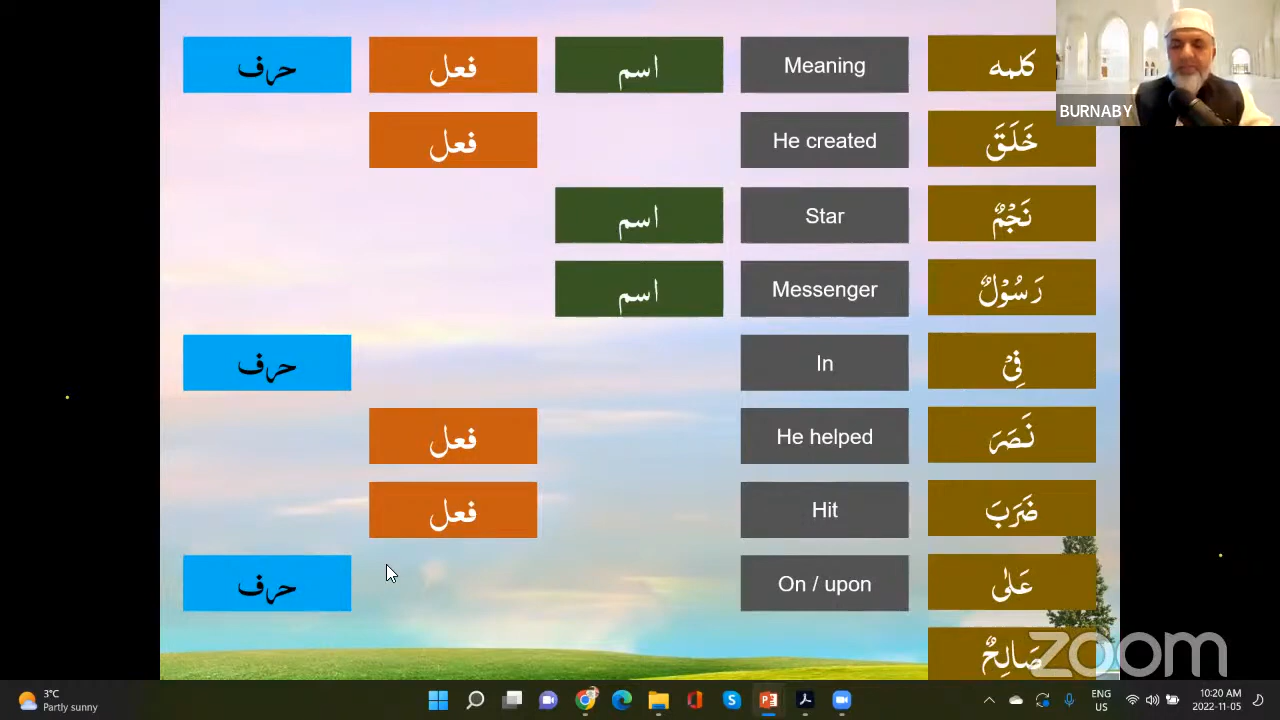 كلمه Meaning اسم فعل حرف
BURNABY
خَلَقَ He created فعل
نَجْمٌ Star اسم
رَسُوْلٌ Messenger اسم
فِیْ In حرف
نَصَرَ He helped فعل
ضَرَبَ Hit فعل
عَلٰى On / upon حرف
صَالِحٌ
zoom
3°C
Partly sunny
ENG
US
10:20 AM
2022-11-05